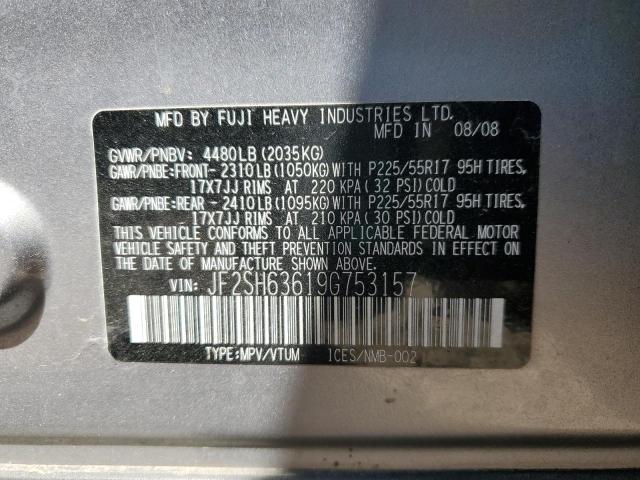 MFD BY FUJI HEAVY INDUSTRIES LTD.
MFD IN 08/08
GVWR/PNBV: 4480LB(2035KG)
GAWR/PNBE:FRONT-2310LB(1050KG)WITH P225/55R17 95H TIRES,
17X7JJ RIMS AT 220 KPA(32 PSI)COLD
GAWR/PNBE:REAR -2410LB(1095KG)WITH P225/55R17 95H TIRES,
17X7JJ RIMS AT 210 KPA(30 PSI)COLD
THIS VEHICLE CONFORMS TO ALL APPLICABLE FEDERAL MOTOR
VEHICLE SAFETY AND THEFT PREVENTION STANDARDS IN EFFECT ON
THE DATE OF MANUFACTURE SHOWN ABOVE.
VIN: JF2SH63619G753157
TYPE:MPV/VTUM 1CES/NMB-002